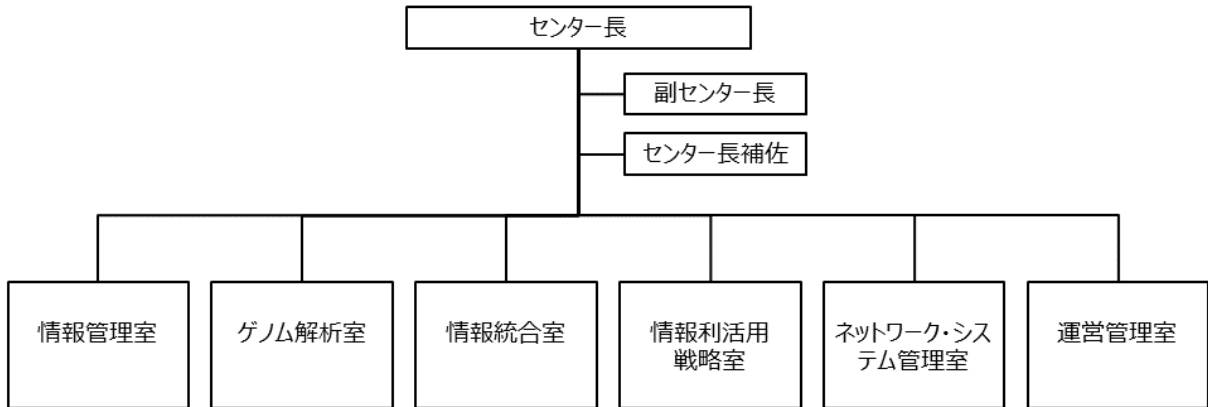 センター長
副センター長
センター長補佐
情報管理室
ゲノム解析室
情報統合室
情報利活用
戦略室
ネットワーク・シス
テム管理室
運営管理室